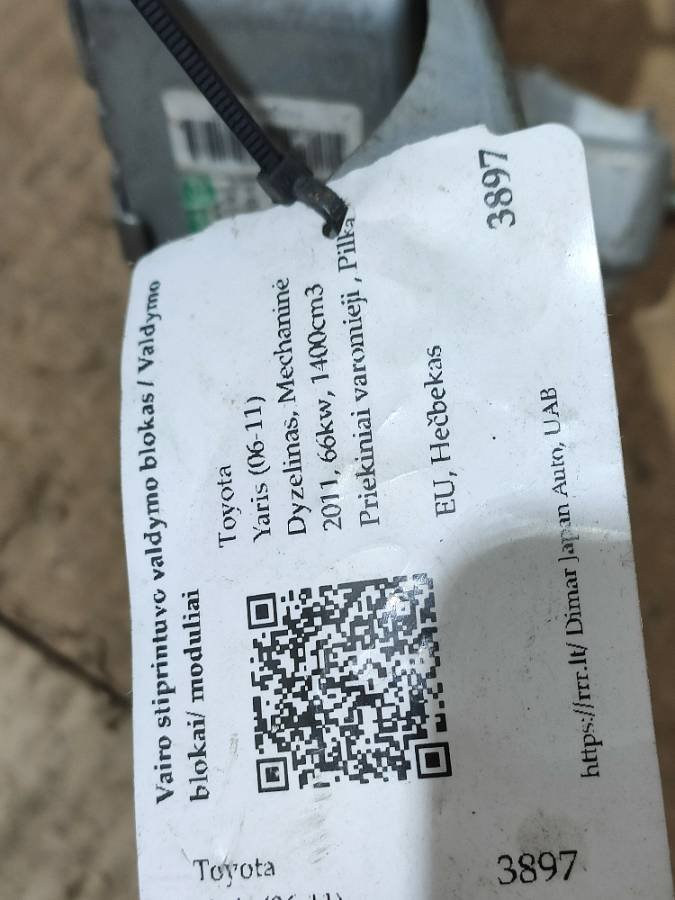 Vairo stiprintuvo valdymo blokas / Valdymo
blokai/ moduliai
Toyota
Yaris (06-11)
Dyzelinas, Mechaninė
2011, 66kw, 1400cm3
Priekiniai varomieji , Pilka
EU, Hečbekas
3897
https://rrr.lt/ Dimar Japan Auto, UAB
Toyota
3897